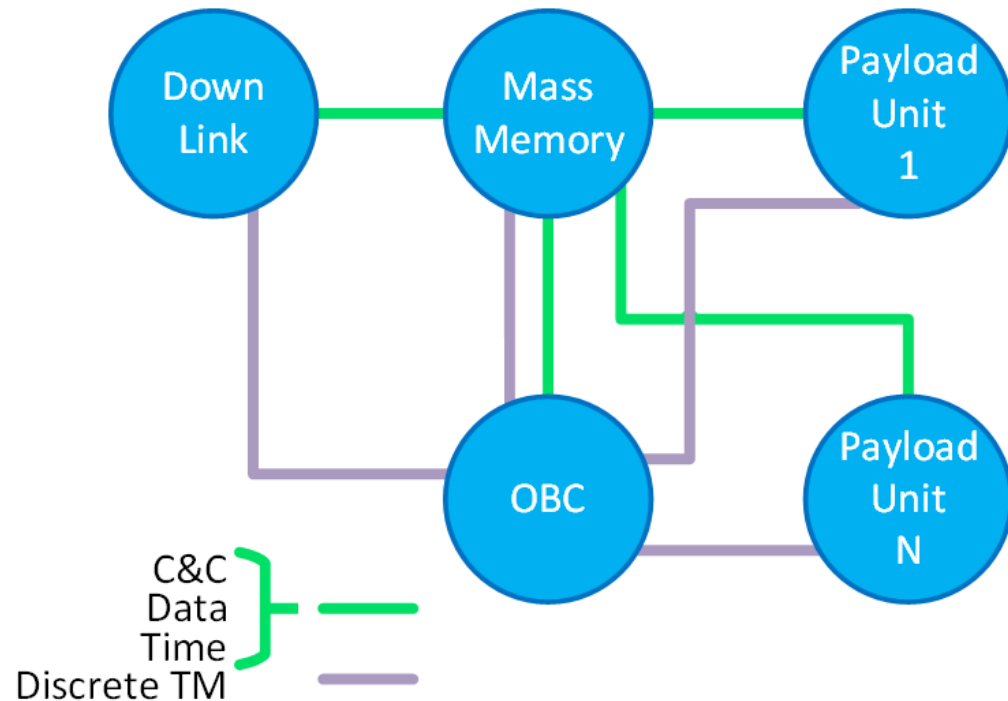 Down
Link
Mass
Memory
Payload
Unit
1
OBC
Payload
Unit
N
C&C
Data
Time
Discrete TM